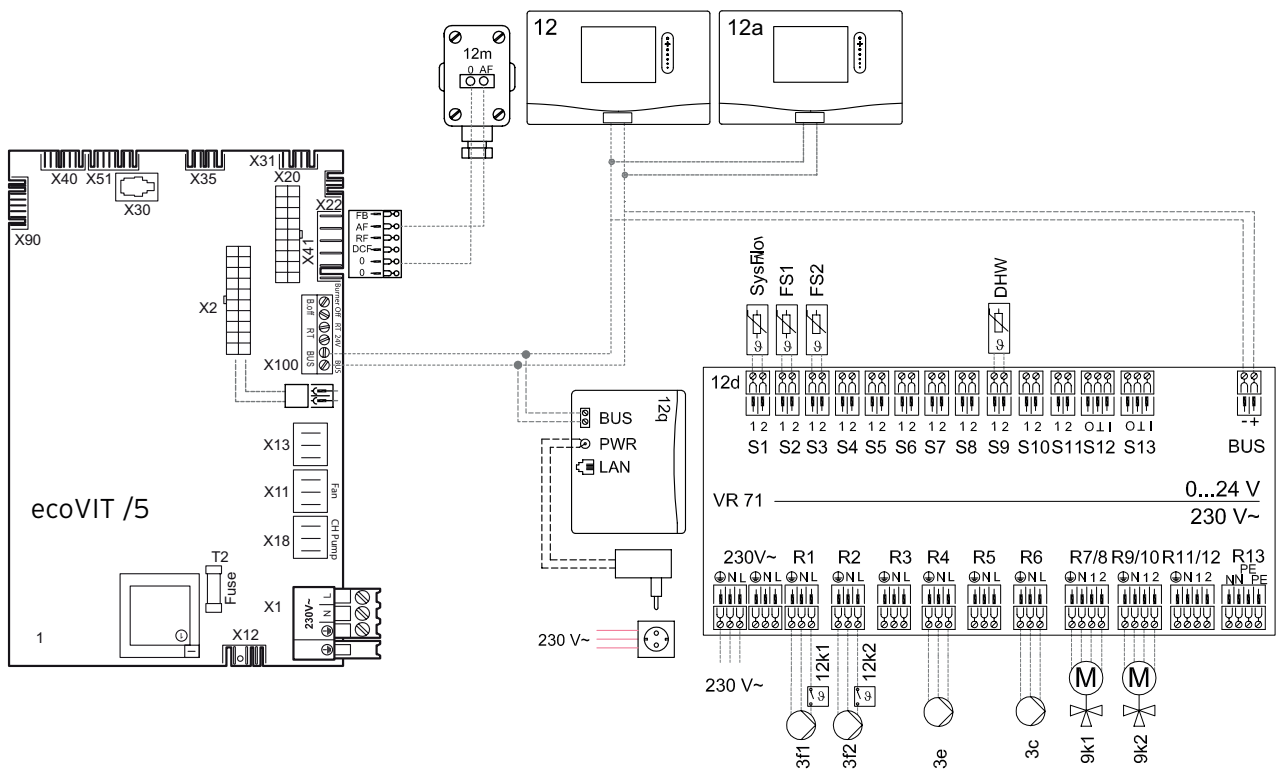 12
12a
12m
0 AF
X40
X51
X30
X35
X31
X20
X22
X90
X41
FB
AF
RF
DCF
0
0
X2
Burner Off
RT 24V
BUS
B.off
RT
BUS
X100
X13
X11
Fan
X18
CH Pump
ecoVIT /5
T2
Fuse
X1
230V~
L
N
X12
1
1
12q
BUS
PWR
LAN
230 V~
FS1
FS2
DHW
ϑ
ϑ
ϑ
ϑ
12d
1 2
1 2
1 2
1 2
1 2
1 2
1 2
1 2
1 2
1 2
1 2
O T I
O T I
- +
S1
S2
S3
S4
S5
S6
S7
S8
S9
S10
S11
S12
S13
BUS
VR 71
0...24 V
230 V~
230V~
R1
R2
R3
R4
R5
R6
R7/8
R9/10
R11/12
R13
N L
N L
N L
N L
N L
N L
N L
N L
N 1 2
N 1 2
N 1 2
N N PE PE
230 V~
12k1
ϑ
12k2
ϑ
M
M
3f1
3f2
3e
3c
9k1
9k2